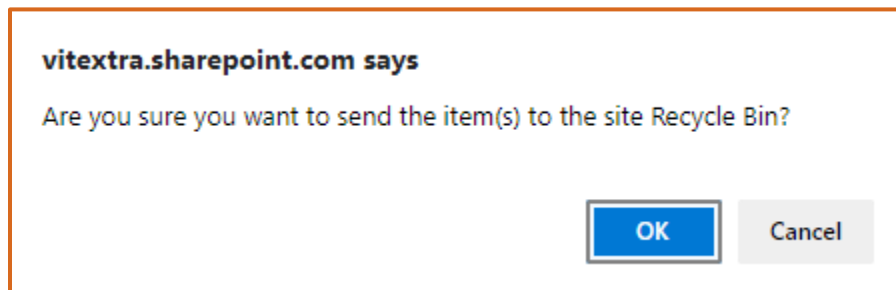 vitextra.sharepoint.com says
Are you sure you want to send the item(s) to the site Recycle Bin?
OK
Cancel